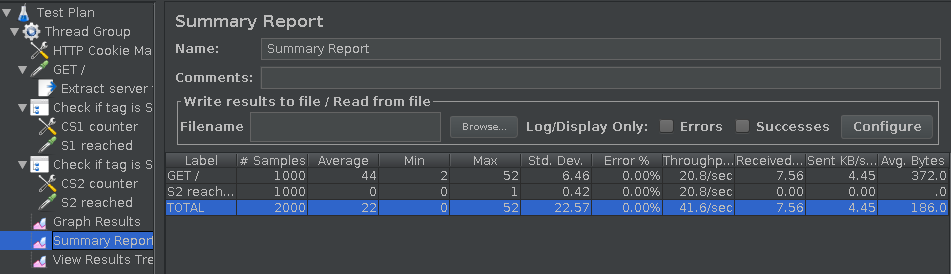 Test Plan
Thread Group
HTTP Cookie Ma
GET /
Extract server
Check if tag is S
CS1 counter
S1 reached
Check if tag is S
CS2 counter
S2 reached
Graph Results
Summary Report
View Results Tre
Summary Report
Name: Summary Report
Comments:
Write results to file / Read from file
Filename Browse... Log/Display Only: Errors Successes Configure
Label # Samples Average Min Max Std. Dev. Error % Throughp... Received... Sent KB/s... Avg. Bytes
GET / 1000 44 2 52 6.46 0.00% 20.8/sec 7.56 4.45 372.0
S2 reach... 1000 0 0 1 0.42 0.00% 20.8/sec 0.00 0.00 .0
TOTAL 2000 22 0 52 22.57 0.00% 41.6/sec 7.56 4.45 186.0